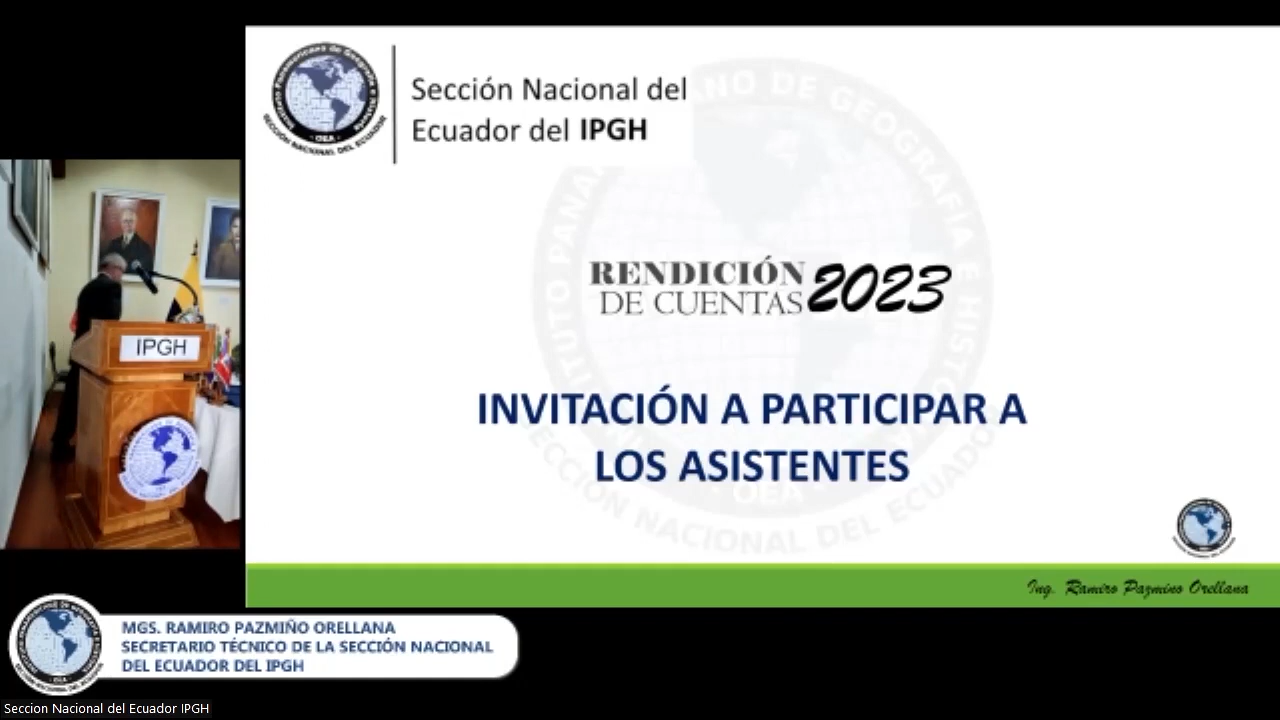 Sección Nacional del
Ecuador del IPGH
RENDICIÓN
DE CUENTAS 2023
INVITACIÓN A PARTICIPAR A
LOS ASISTENTES
Ing. Ramiro Pazmino Orellana
IPGH
MGS. RAMIRO PAZMIÑO ORELLANA
SECRETARIO TÉCNICO DE LA SECCIÓN NACIONAL
DEL ECUADOR DEL IPGH
Seccion Nacional del Ecuador IPGH